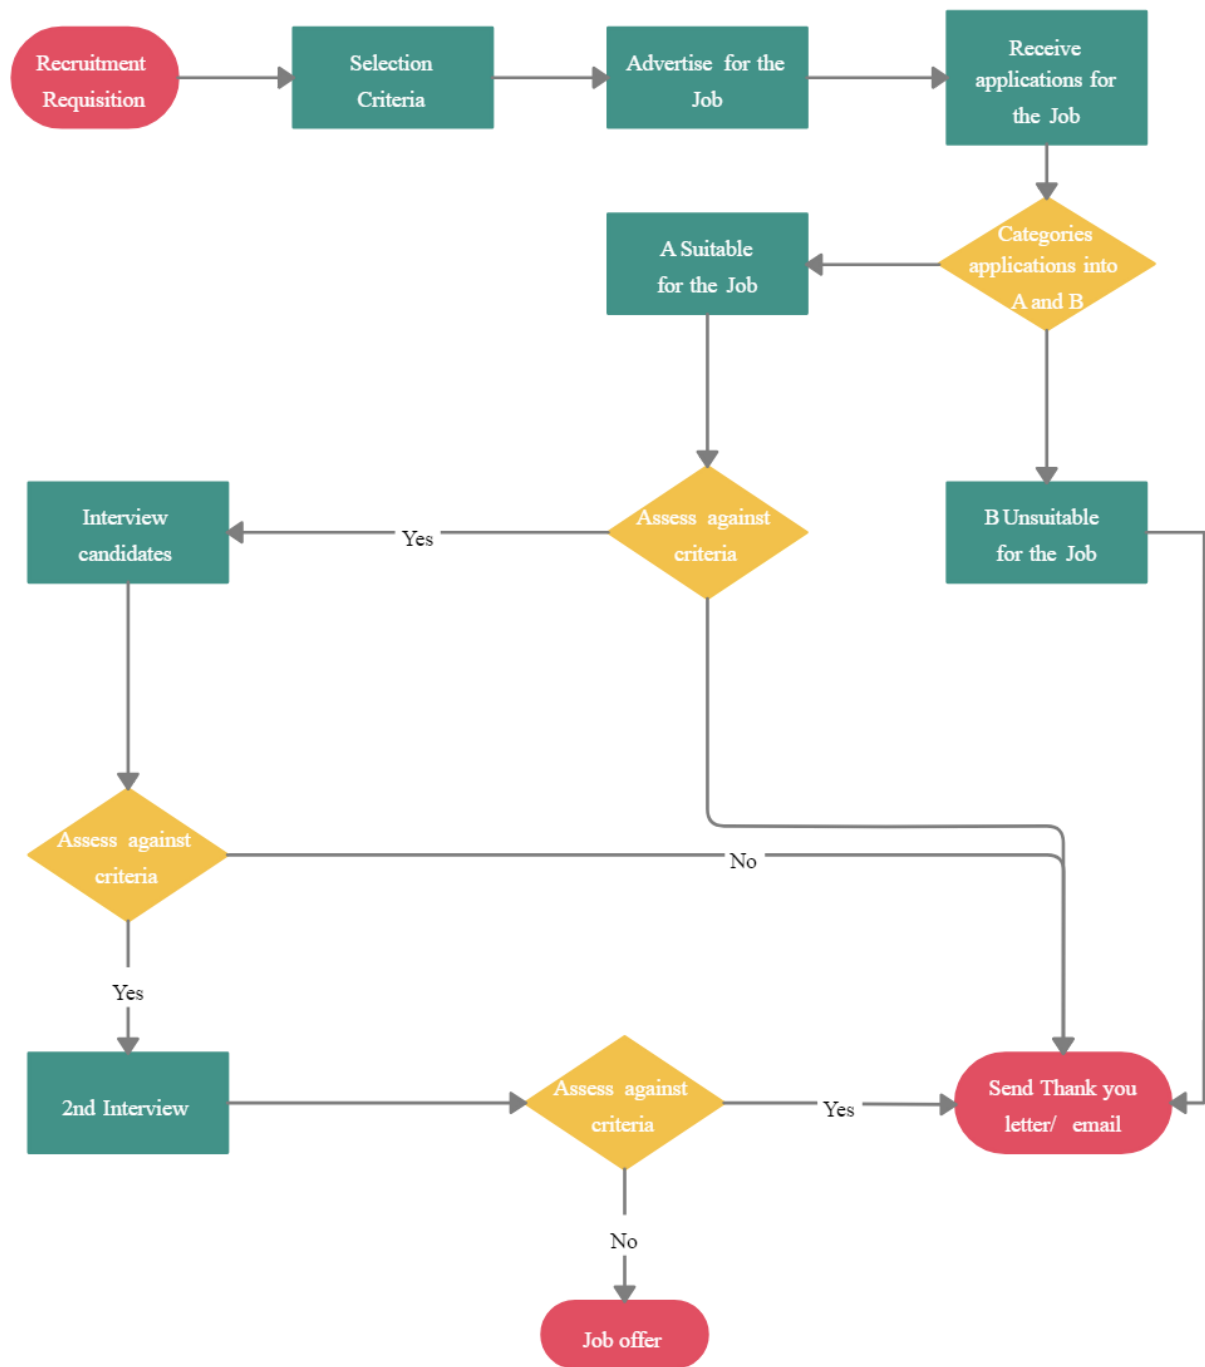 Recruitment
Requisition
Selection
Criteria
Advertise for the
Job
Receive
applications for
the Job
Categories
applications into
A and B
A Suitable
for the Job
Assess against
criteria
B Unsuitable
for the Job
Yes
Interview
candidates
Assess against
criteria
No
Yes
2nd Interview
Assess against
criteria
Yes
Send Thank you
letter/ email
No
Job offer